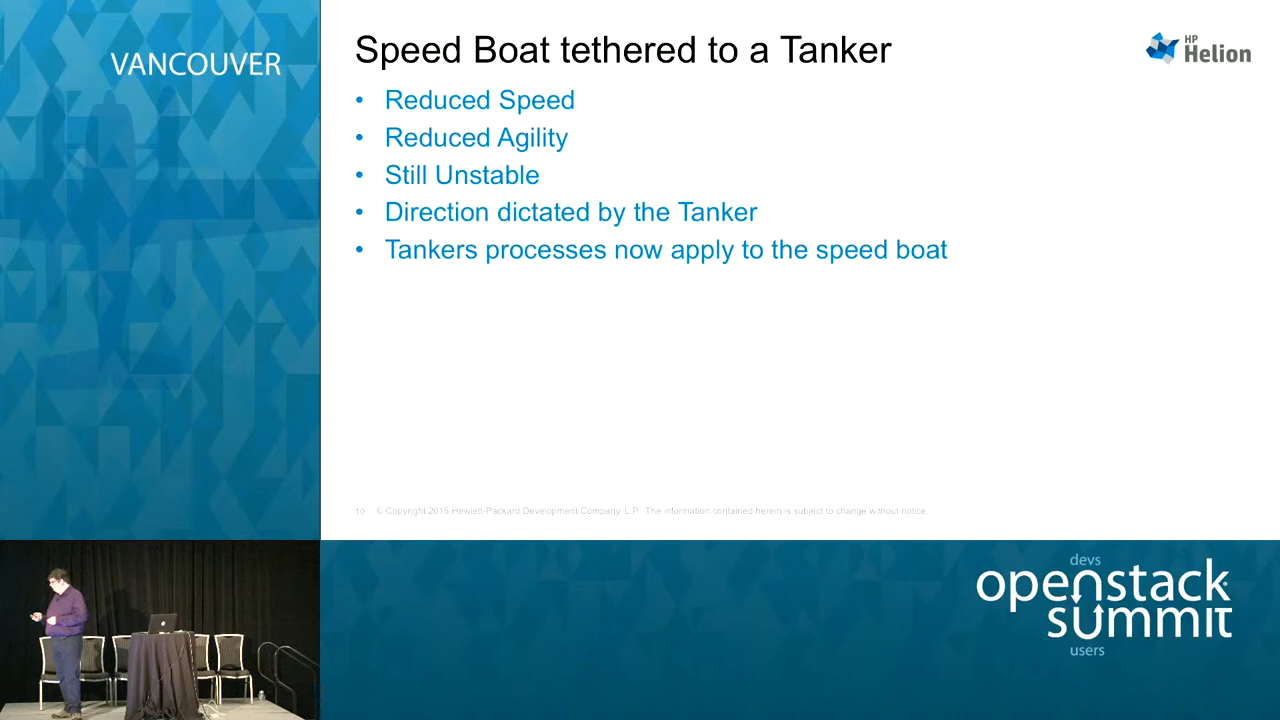 VANCOUVER
Speed Boat tethered to a Tanker
HP
Helion
• Reduced Speed
• Reduced Agility
• Still Unstable
• Direction dictated by the Tanker
• Tankers processes now apply to the speed boat
10 © Copyright 2015 Hewlett-Packard Development Company, L.P. The information contained herein is subject to change without notice.
devs
openstack
summit
users